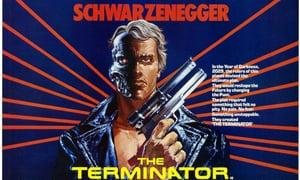 SCHWARZENEGGER
In the Year of Darkness,
2029, the rulers of this
planet devised the
ultimate plan.
They would reshape the
Future by changing
the Past.
The plan required
something that felt no
pity. No pain. No fear.
Something unstoppable.
They created
'THE TERMINATOR'
THE
TERMINATOR.